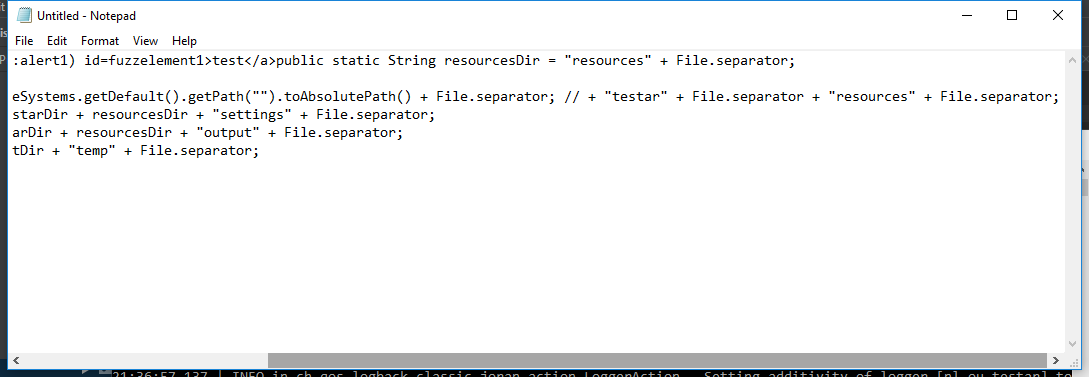 Untitled - Notepad
File Edit Format View Help
:alert1) id=fuzzelement1>test</a>public static String resourcesDir = "resources" + File.separator;
eSystems.getDefault().getPath("").toAbsolutePath() + File.separator; // + "testar" + File.separator + "resources" + File.separator;
starDir + resourcesDir + "settings" + File.separator;
arDir + resourcesDir + "output" + File.separator;
tDir + "temp" + File.separator;
21:36:57,137 | INFO in ch.qos.logback.classic.joran.action.LoggerAction - Setting additivity of logger [nl.ou.testar] to